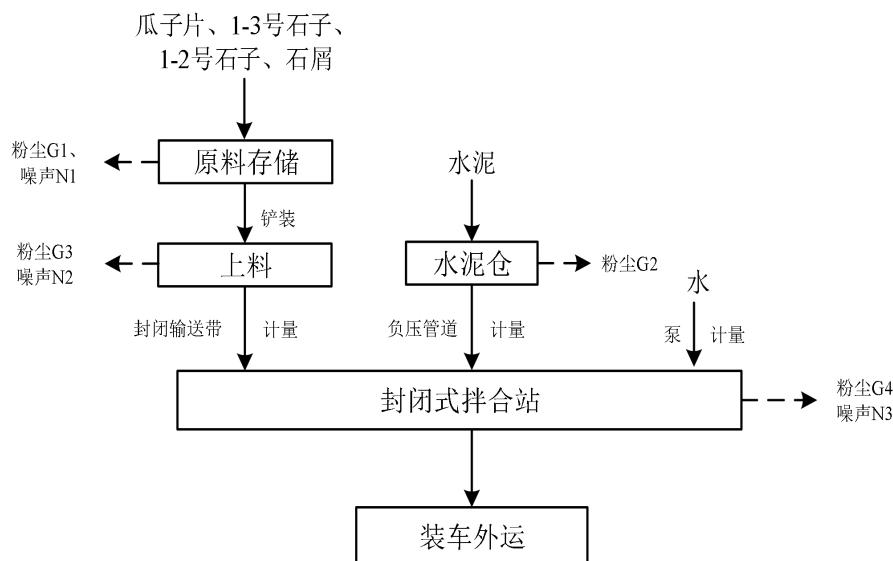 瓜子片、1-3号石子、
1-2号石子、石屑
粉尘G1、
噪声N1
原料存储
水泥
铲装
粉尘G3
噪声N2
上料
水泥仓
粉尘G2
水
封闭输送带
计量
负压管道
计量
泵
计量
封闭式拌合站
粉尘G4
噪声N3
装车外运